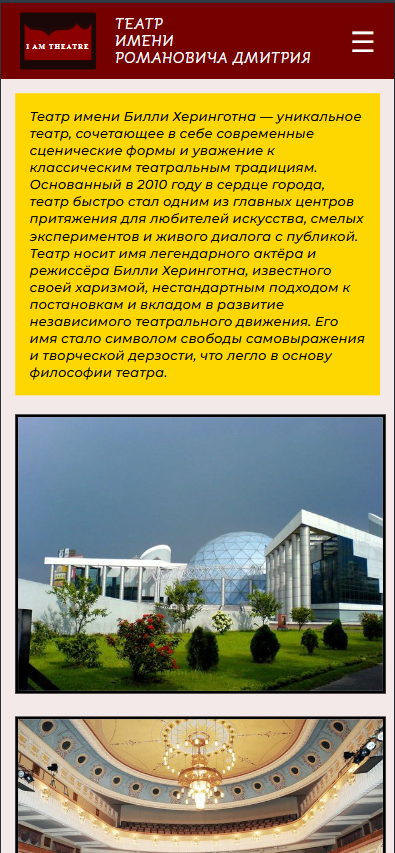 I AM THEATRE
ТЕАТР
ИМЕНИ
РОМАНОВИЧА ДМИТРИЯ
Театр имени Билли Херинготна — уникальное
театр, сочетающее в себе современные
сценические формы и уважение к
классическим театральным традициям.
Основанный в 2010 году в сердце города,
театр быстро стал одним из главных центров
притяжения для любителей искусства, смелых
экспериментов и живого диалога с публикой.
Театр носит имя легендарного актёра и
режиссёра Билли Херинготна, известного
своей харизмой, нестандартным подходом к
постановкам и вкладом в развитие
независимого театрального движения. Его
имя стало символом свободы самовыражения
и творческой дерзости, что легло в основу
философии театра.